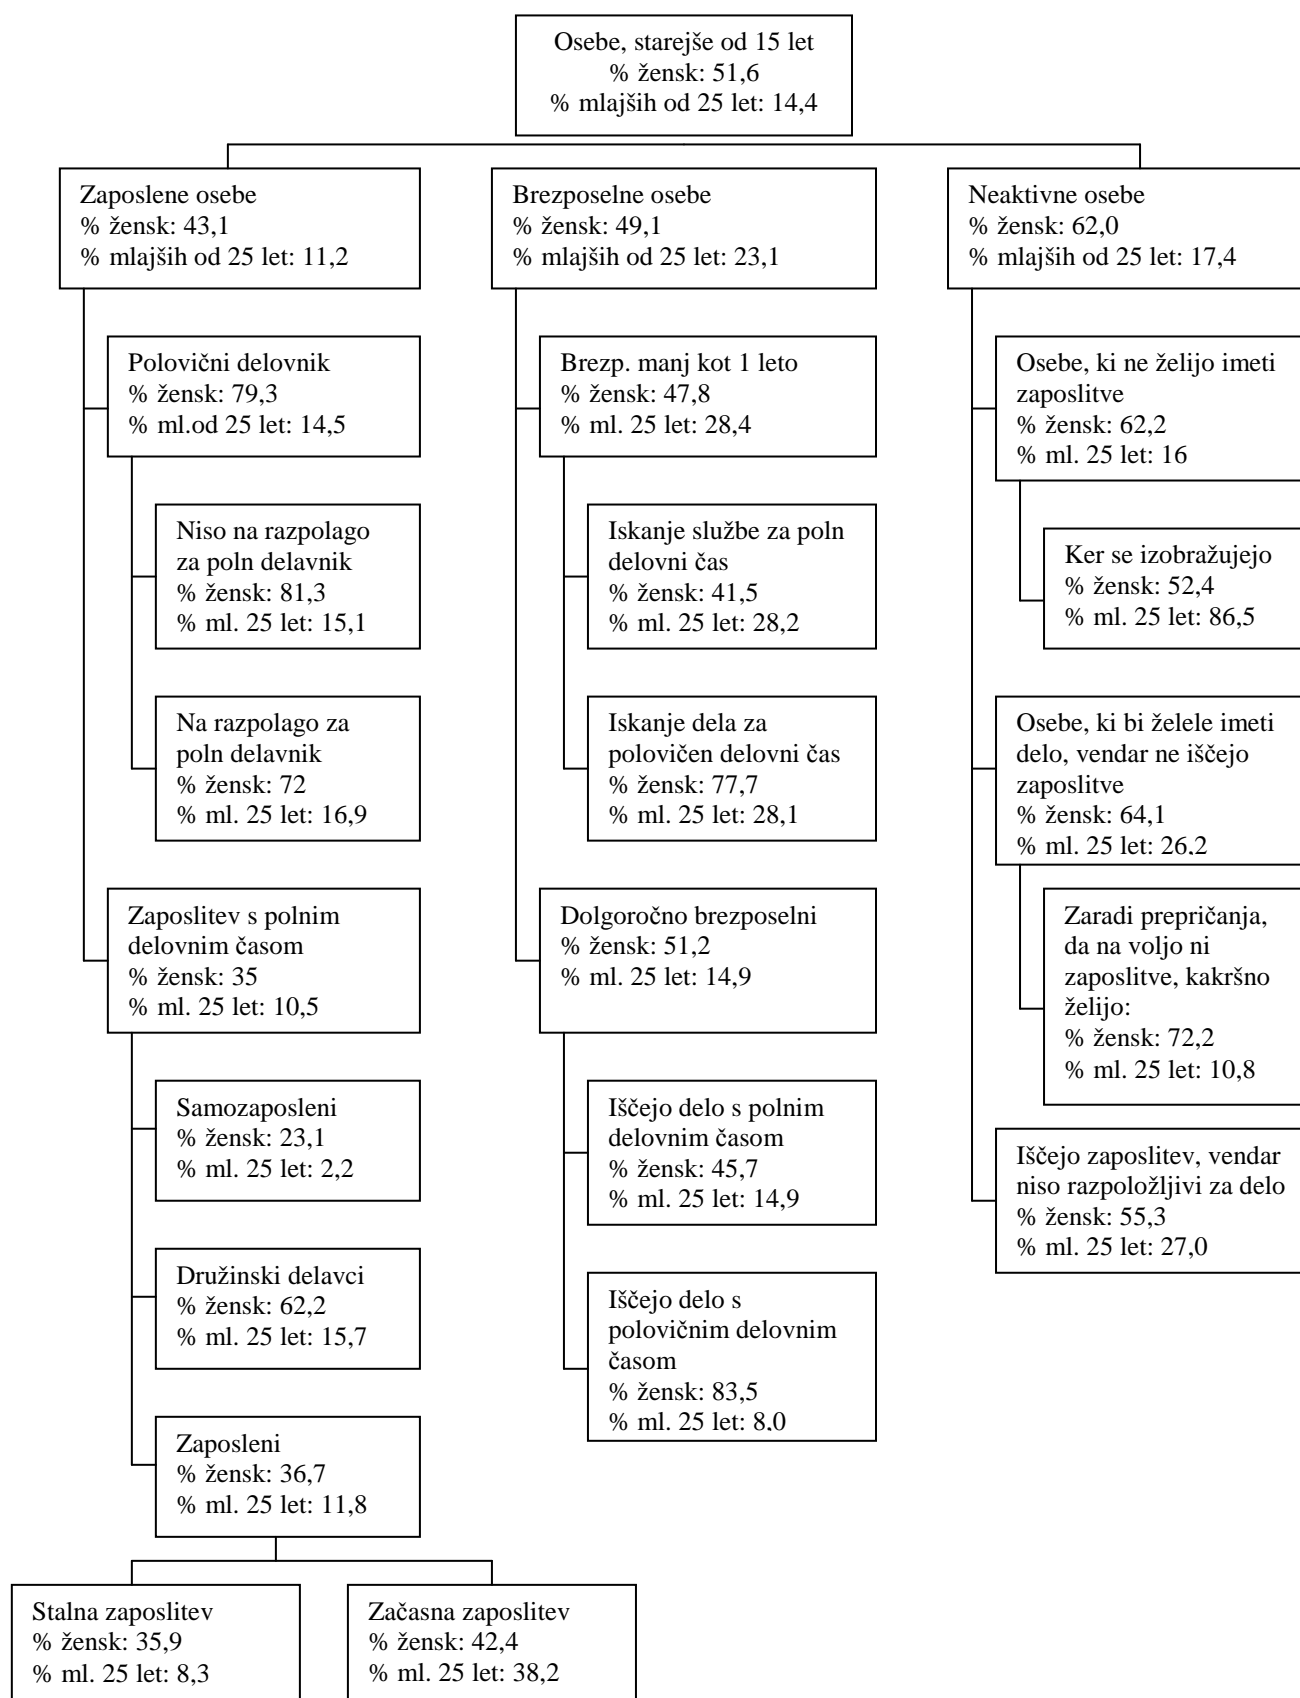 Osebe, starejše od 15 let
% žensk: 51,6
% mlajših od 25 let: 14,4
Zaposlene osebe
% žensk: 43,1
% mlajših od 25 let: 11,2
Polovični delovnik
% žensk: 79,3
% ml.od 25 let: 14,5
Niso na razpolago
za poln delavnik
% žensk: 81,3
% ml. 25 let: 15,1
Na razpolago za
poln delavnik
% žensk: 72
% ml. 25 let: 16,9
Zaposlitev s polnim
delovnim časom
% žensk: 35
% ml. 25 let: 10,5
Samozaposleni
% žensk: 23,1
% ml. 25 let: 2,2
Družinski delavci
% žensk: 62,2
% ml. 25 let: 15,7
Zaposleni
% žensk: 36,7
% ml. 25 let: 11,8
Stalna zaposlitev
% žensk: 35,9
% ml. 25 let: 8,3
Začasna zaposlitev
% žensk: 42,4
% ml. 25 let: 38,2
Brezposelne osebe
% žensk: 49,1
% mlajših od 25 let: 23,1
Brezp. manj kot 1 leto
% žensk: 47,8
% ml. 25 let: 28,4
Iskanje službe za poln
delovni čas
% žensk: 41,5
% ml. 25 let: 28,2
Iskanje dela za
polovičen delovni čas
% žensk: 77,7
% ml. 25 let: 28,1
Dolgoročno brezposelni
% žensk: 51,2
% ml. 25 let: 14,9
Iščejo delo s polnim
delovnim časom
% žensk: 45,7
% ml. 25 let: 14,9
Iščejo delo s
polovičnim delovnim
časom
% žensk: 83,5
% ml. 25 let: 8,0
Neaktivne osebe
% žensk: 62,0
% mlajših od 25 let: 17,4
Osebe, ki ne želijo imeti
zaposlitve
% žensk: 62,2
% ml. 25 let: 16
Ker se izobražujejo
% žensk: 52,4
% ml. 25 let: 86,5
Osebe, ki bi želele imeti
delo, vendar ne iščejo
zaposlitve
% žensk: 64,1
% ml. 25 let: 26,2
Zaradi prepričanja,
da na voljo ni
zaposlitve, kakršno
želijo:
% žensk: 72,2
% ml. 25 let: 10,8
Iščejo zaposlitev, vendar
niso razpoložljivi za delo
% žensk: 55,3
% ml. 25 let: 27,0